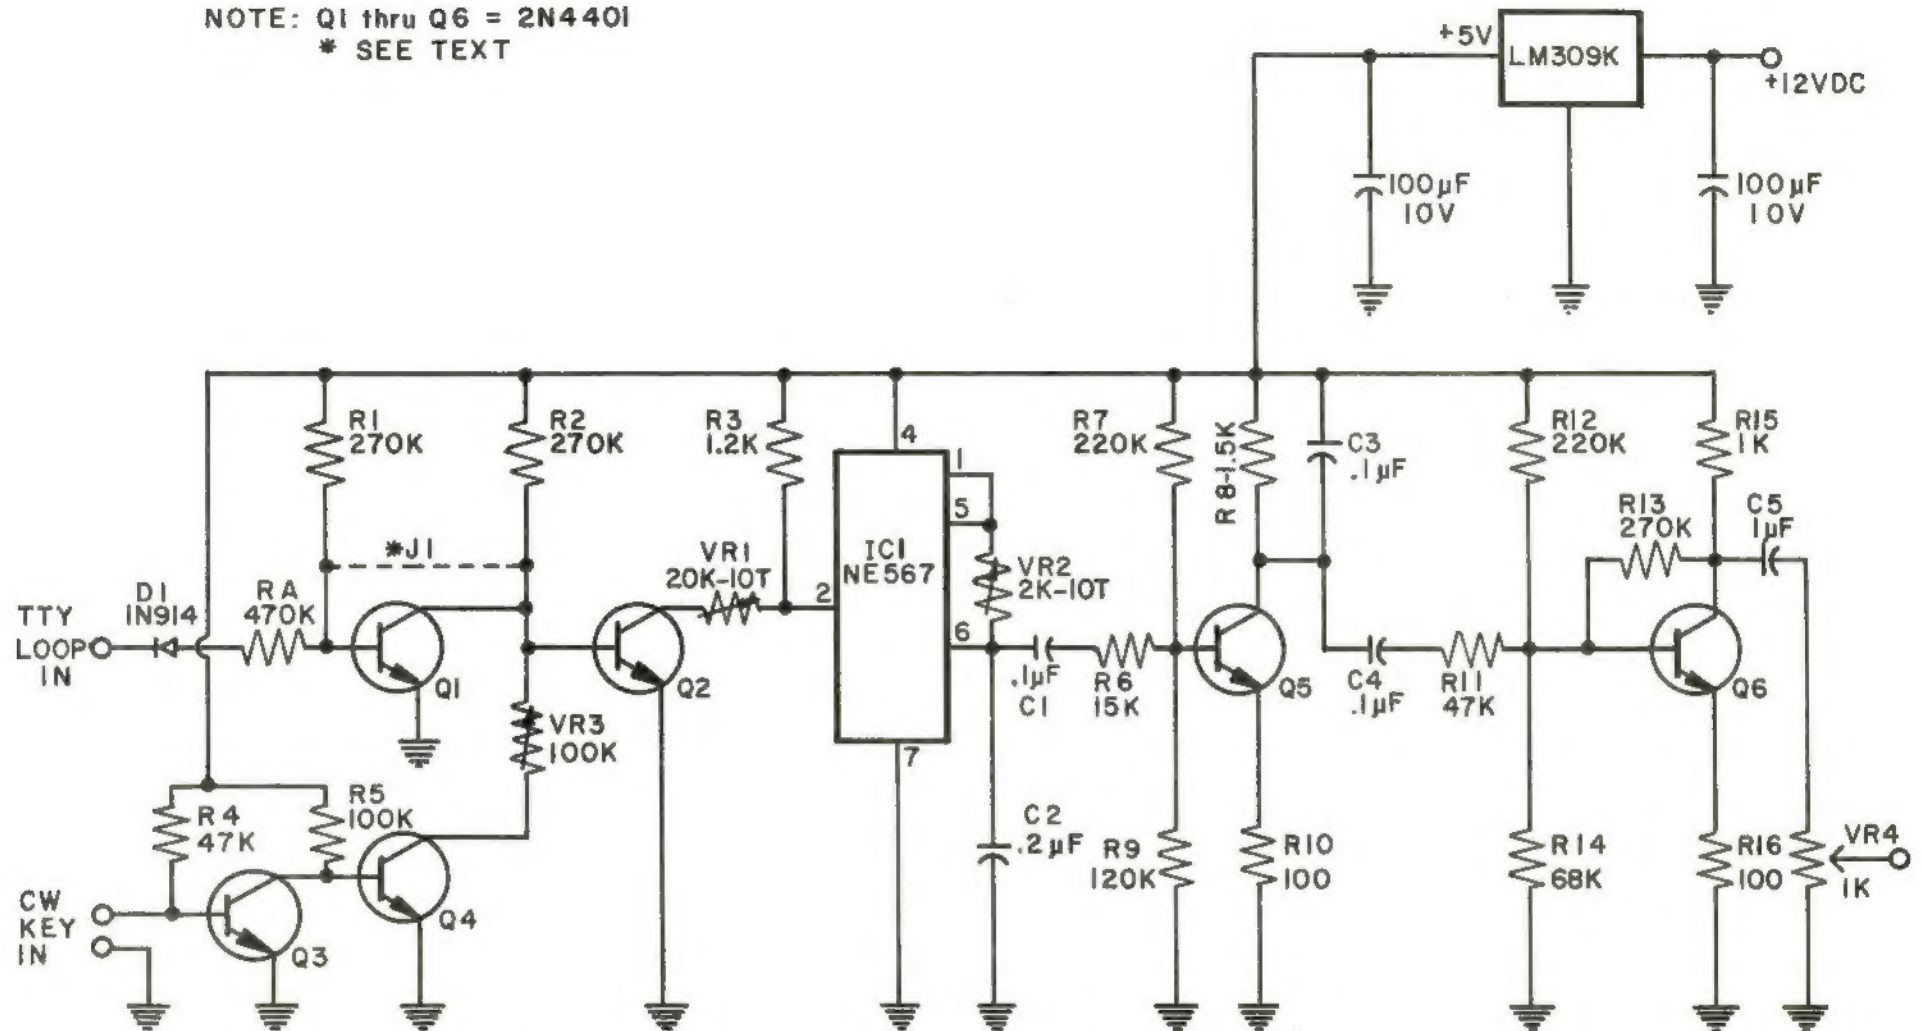 NOTE: Q1 thru Q6 = 2N4401
* SEE TEXT
+5V
LM309K
+12VDC
100µF
10V
100µF
10V
R1
270K
R2
270K
R3
1.2K
4
1
5
R7
220K
R8-1.5K
C3
.1µF
R12
220K
R15
1K
R13
270K
C5
1µF
*J1
VR1
20K-10T
IC1
NE567
VR2
2K-10T
2
6
D1
1N914
RA
470K
TTY
LOOP
IN
Q1
Q2
.1µF
C1
R6
15K
Q5
C4
.1µF
R11
47K
Q6
VR3
100K
7
R4
47K
R5
100K
C2
.2µF
R9
120K
R10
100
R14
68K
R16
100
VR4
1K
CW
KEY
IN
Q3
Q4